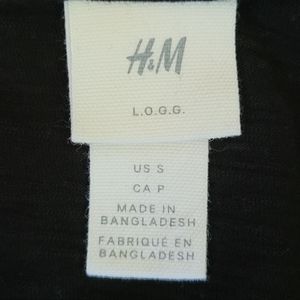 H&M
L.O.G.G.
US S
CA P
MADE IN
BANGLADESH
FABRIQUÉ EN
BANGLADESH